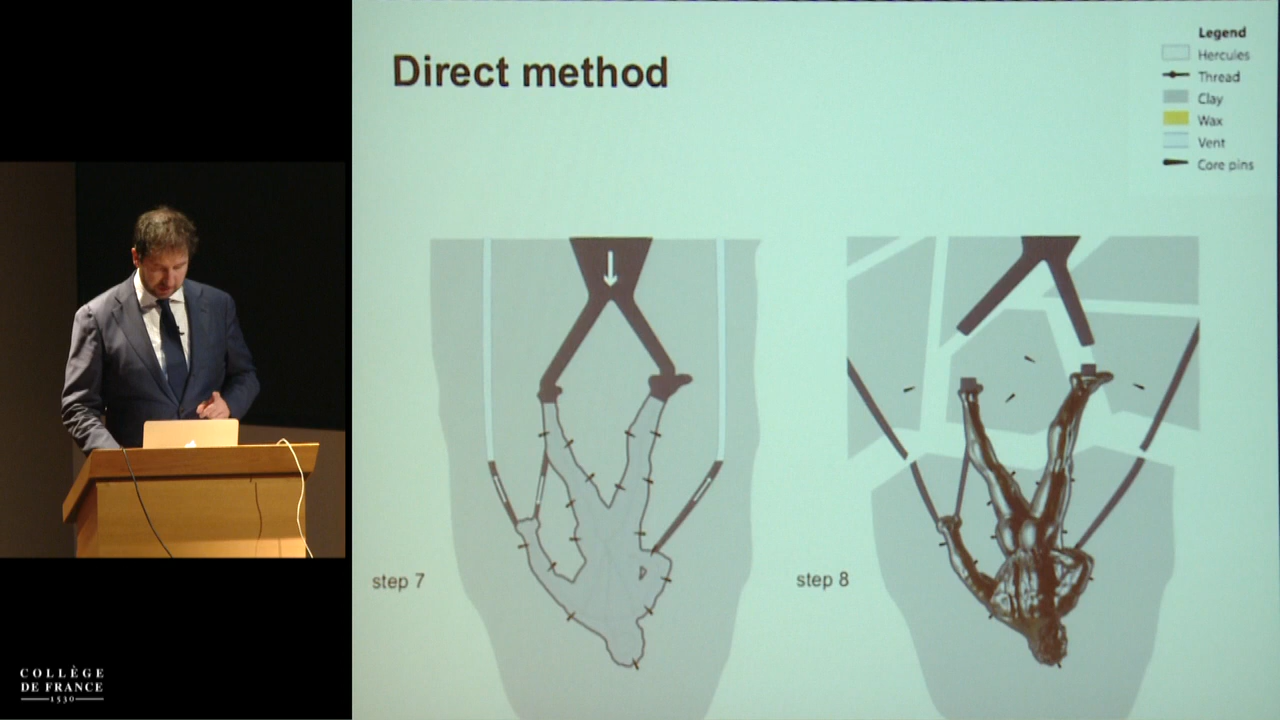 Direct method
Legend
Hercules
Thread
Clay
Wax
Vent
Core pins
step 7
step 8
COLLÈGE
DE FRANCE
1530